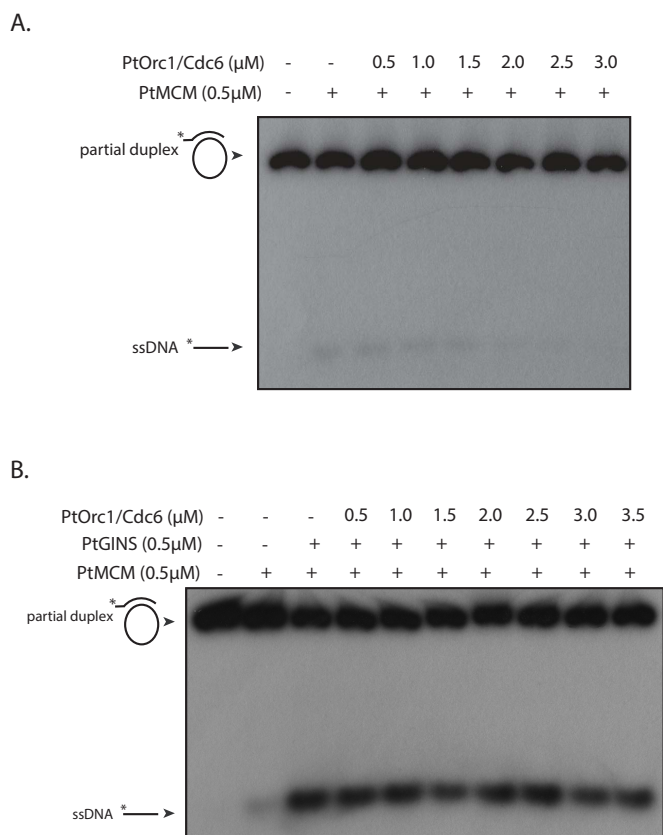 A.
PtOrc1/Cdc6 (μM) - - 0.5 1.0 1.5 2.0 2.5 3.0
PtMCM (0.5μM) - + + + + + + +
partial duplex *
ssDNA *
B.
PtOrc1/Cdc6 (μM) - - - 0.5 1.0 1.5 2.0 2.5 3.0 3.5
PtGINS (0.5μM) - - + + + + + + + +
PtMCM (0.5μM) - + + + + + + + + +
partial duplex *
ssDNA *